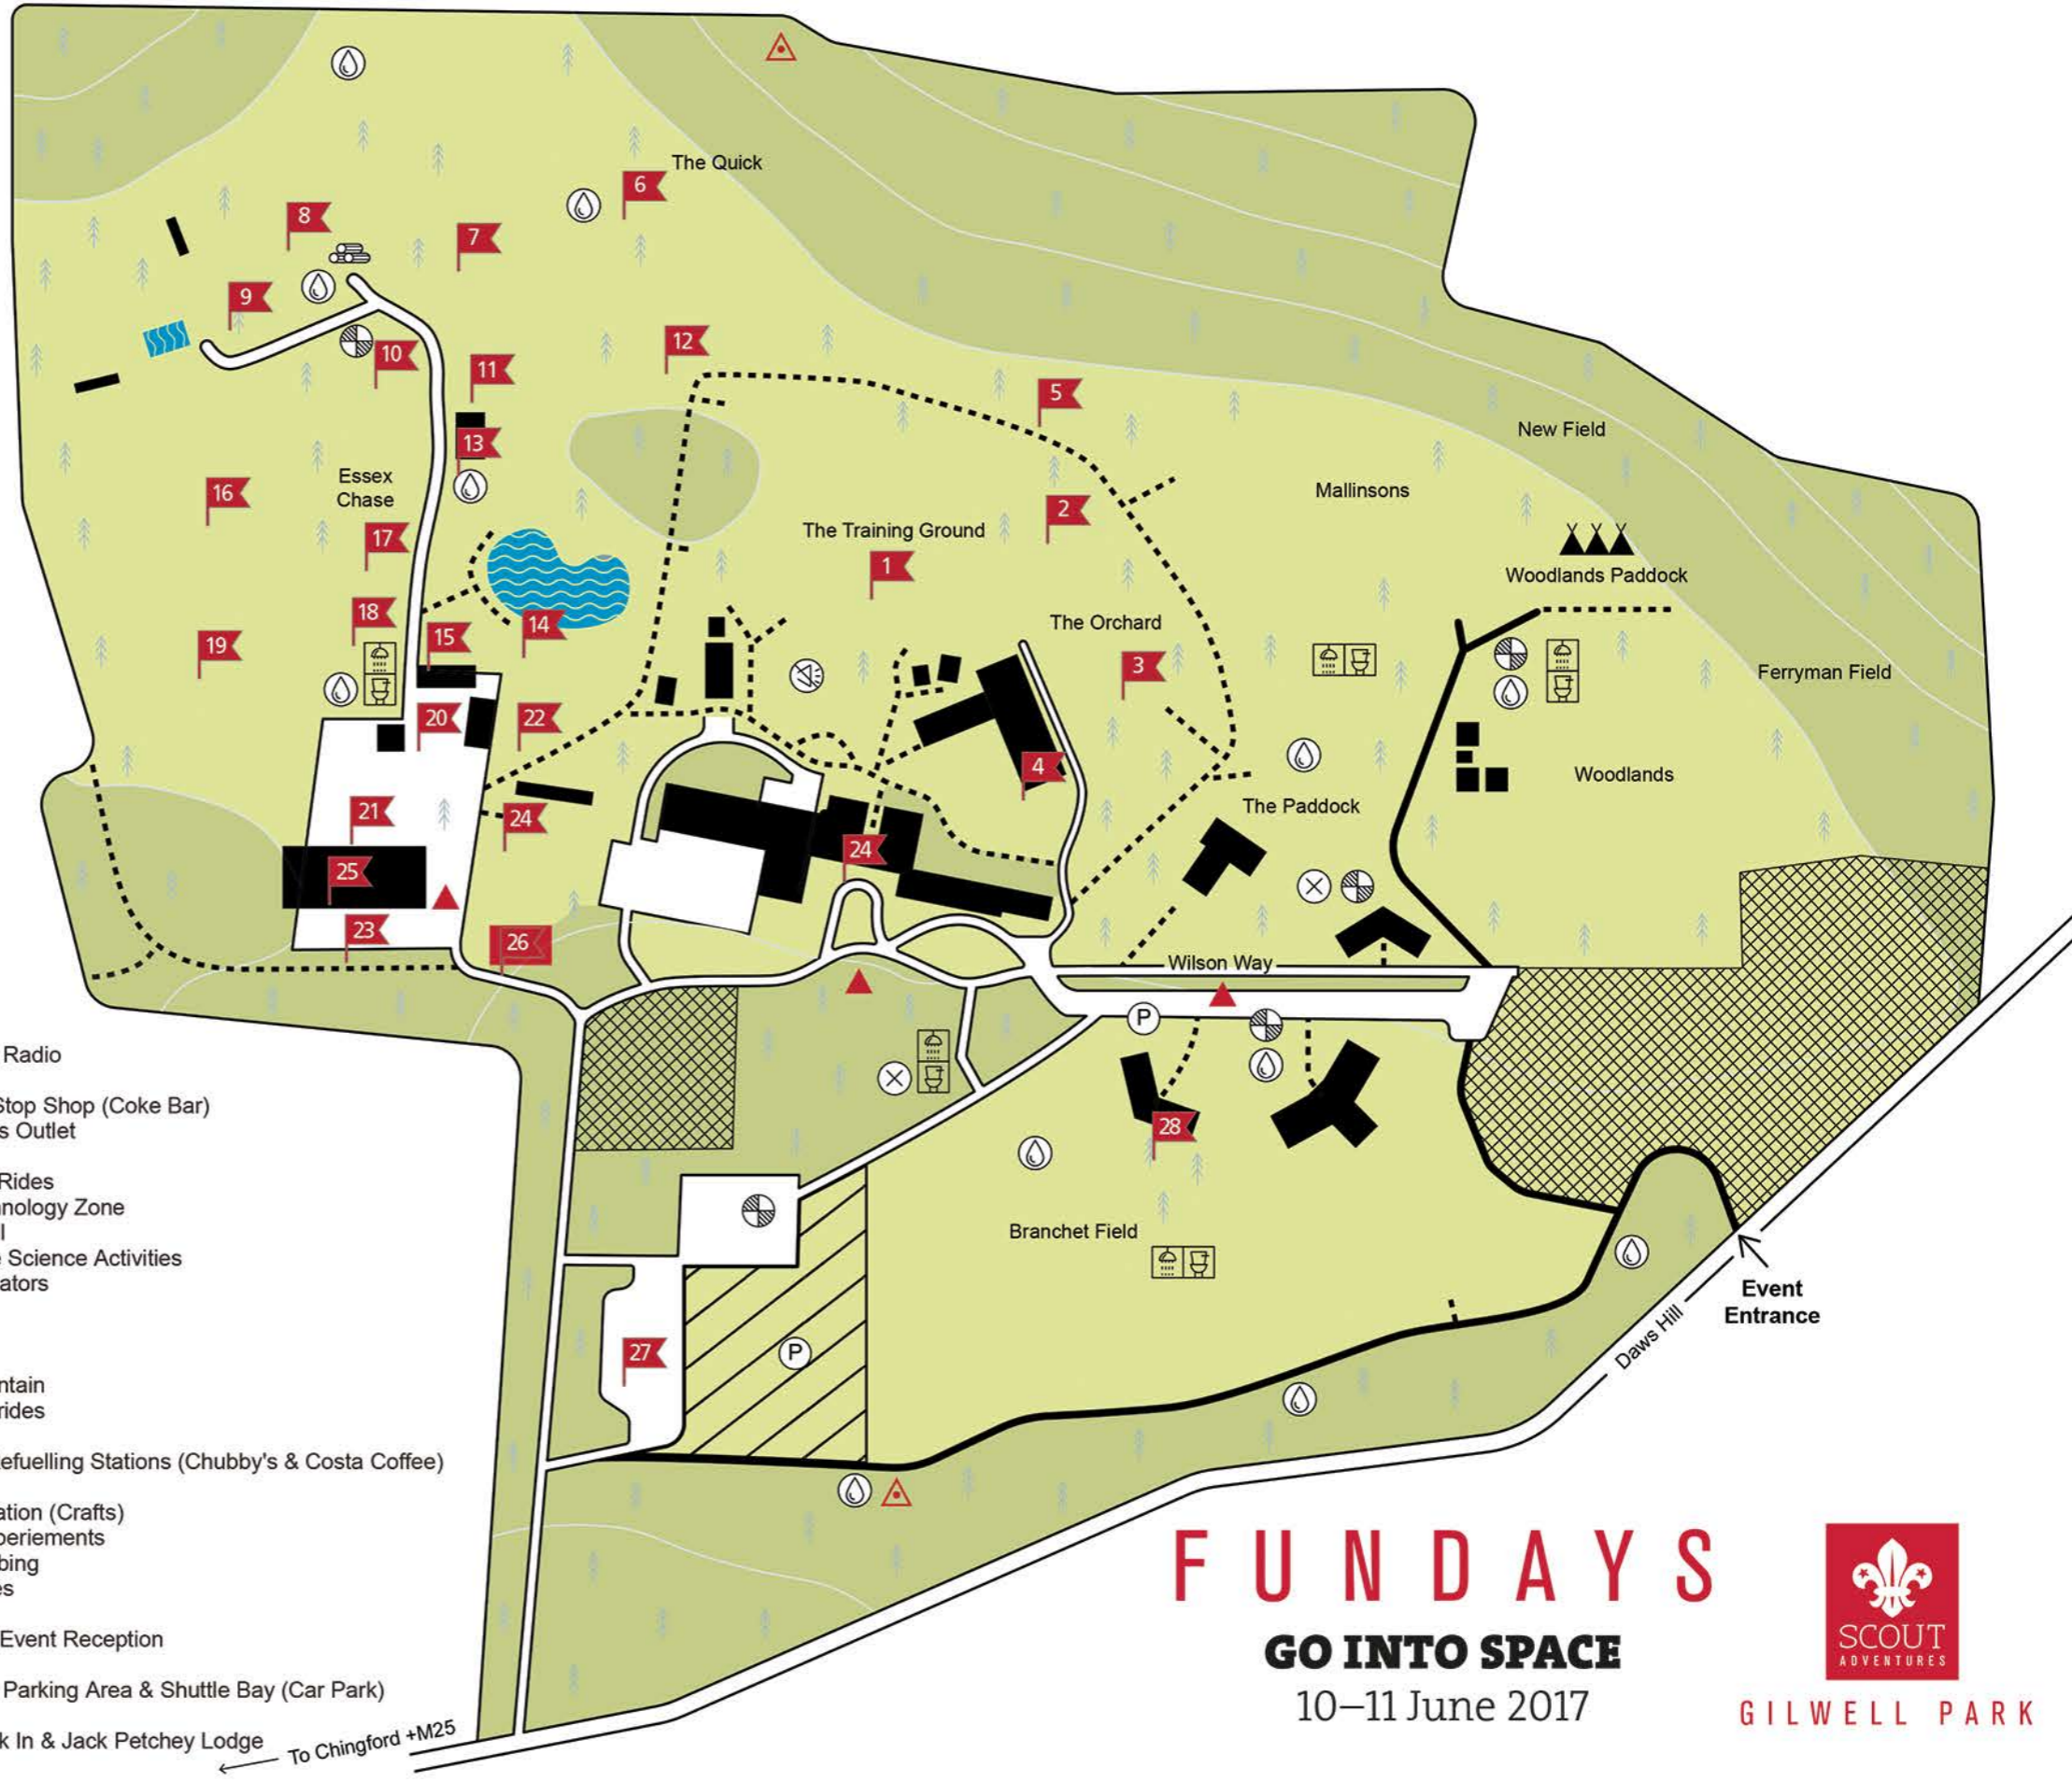 The Quick
6
8
7
9
12
10
11
5
New Field
13
Essex
Chase
16
Mallinsons
2
17
The Training Ground
1
Woodlands Paddock
18
14
The Orchard
15
19
3
Ferryman Field
20
22
4
Woodlands
The Paddock
21
24
24
25
23
26
Wilson Way
P
28
Radio
Stop Shop (Coke Bar)
s Outlet
Rides
nology Zone
l
e Science Activities
ators
ntain
rides
efuelling Stations (Chubby's & Costa Coffee)
ation (Crafts)
periements
bing
es
Event Reception
Parking Area & Shuttle Bay (Car Park)
k In & Jack Petchey Lodge
Branchet Field
27
P
Event
Entrance
Daws Hill
To Chingford +M25
FUNDAYS
GO INTO SPACE
10–11 June 2017
SCOUT
ADVENTURES
GILWELL PARK